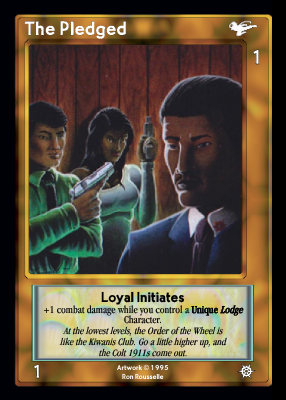 The Pledged
1
Loyal Initiates
+1 combat damage while you control a Unique Lodge
Character.
At the lowest levels, the Order of the Wheel is
like the Kiwanis Club. Go a little higher up, and
the Colt 1911s come out.
Artwork © 1995
Ron Rousselle
1